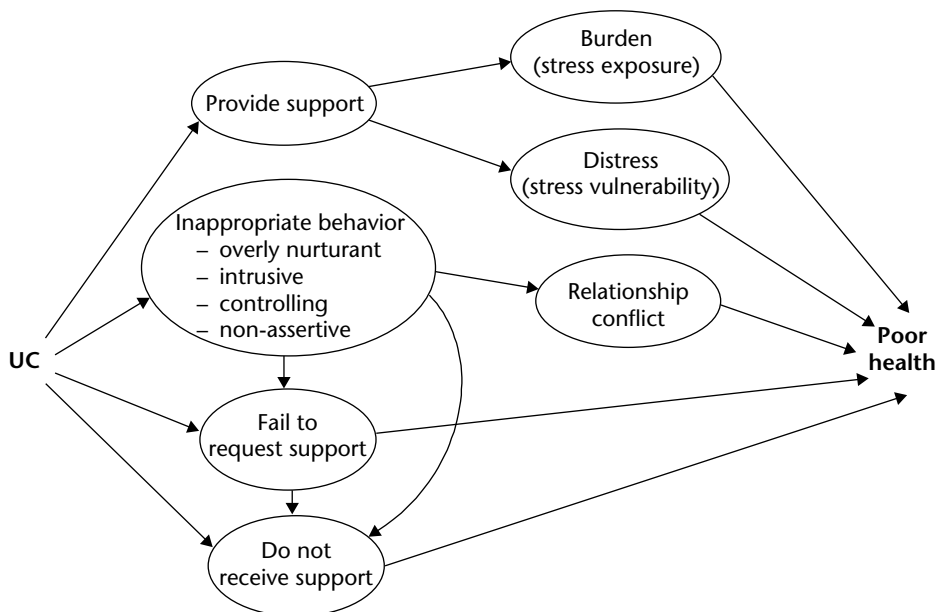 Burden
(stress exposure)
Provide support
Distress
(stress vulnerability)
Inappropriate behavior
– overly nurturant
– intrusive
– controlling
– non-assertive
Relationship
conflict
UC
Poor
health
Fail to
request support
Do not
receive support